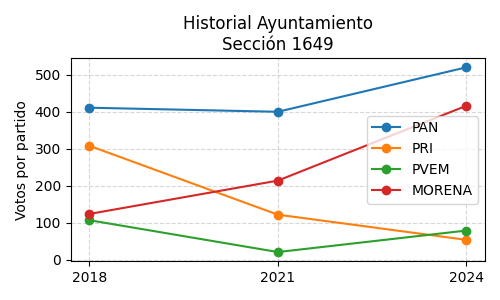 Historial Ayuntamiento
Sección 1649
Votos por partido
500
400
300
200
100
0
2018
2021
2024
PAN
PRI
PVEM
MORENA